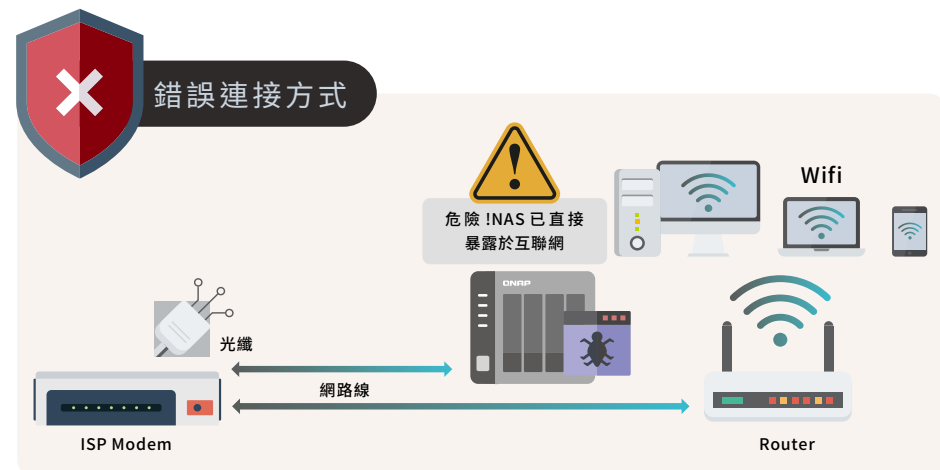 錯誤連接方式
危險 !NAS 已直接
暴露於互聯網
Wifi
QNAP
光纖
網路線
ISP Modem
Router